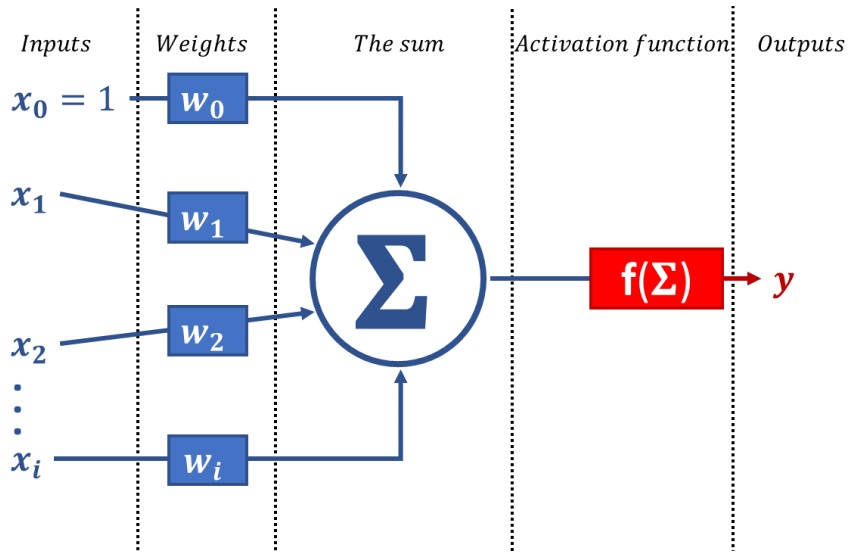 Inputs
Weights
The sum
Activation function
Outputs
x₀ = 1
w₀
x₁
w₁
Σ
f(Σ)
y
x₂
w₂
⋮
xᵢ
wᵢ